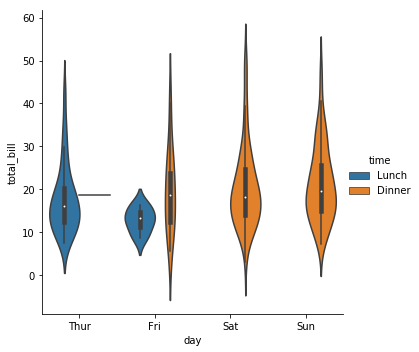 60
50
40
30
20
10
0
total_bill
Thur Fri Sat Sun
day
time
Lunch
Dinner